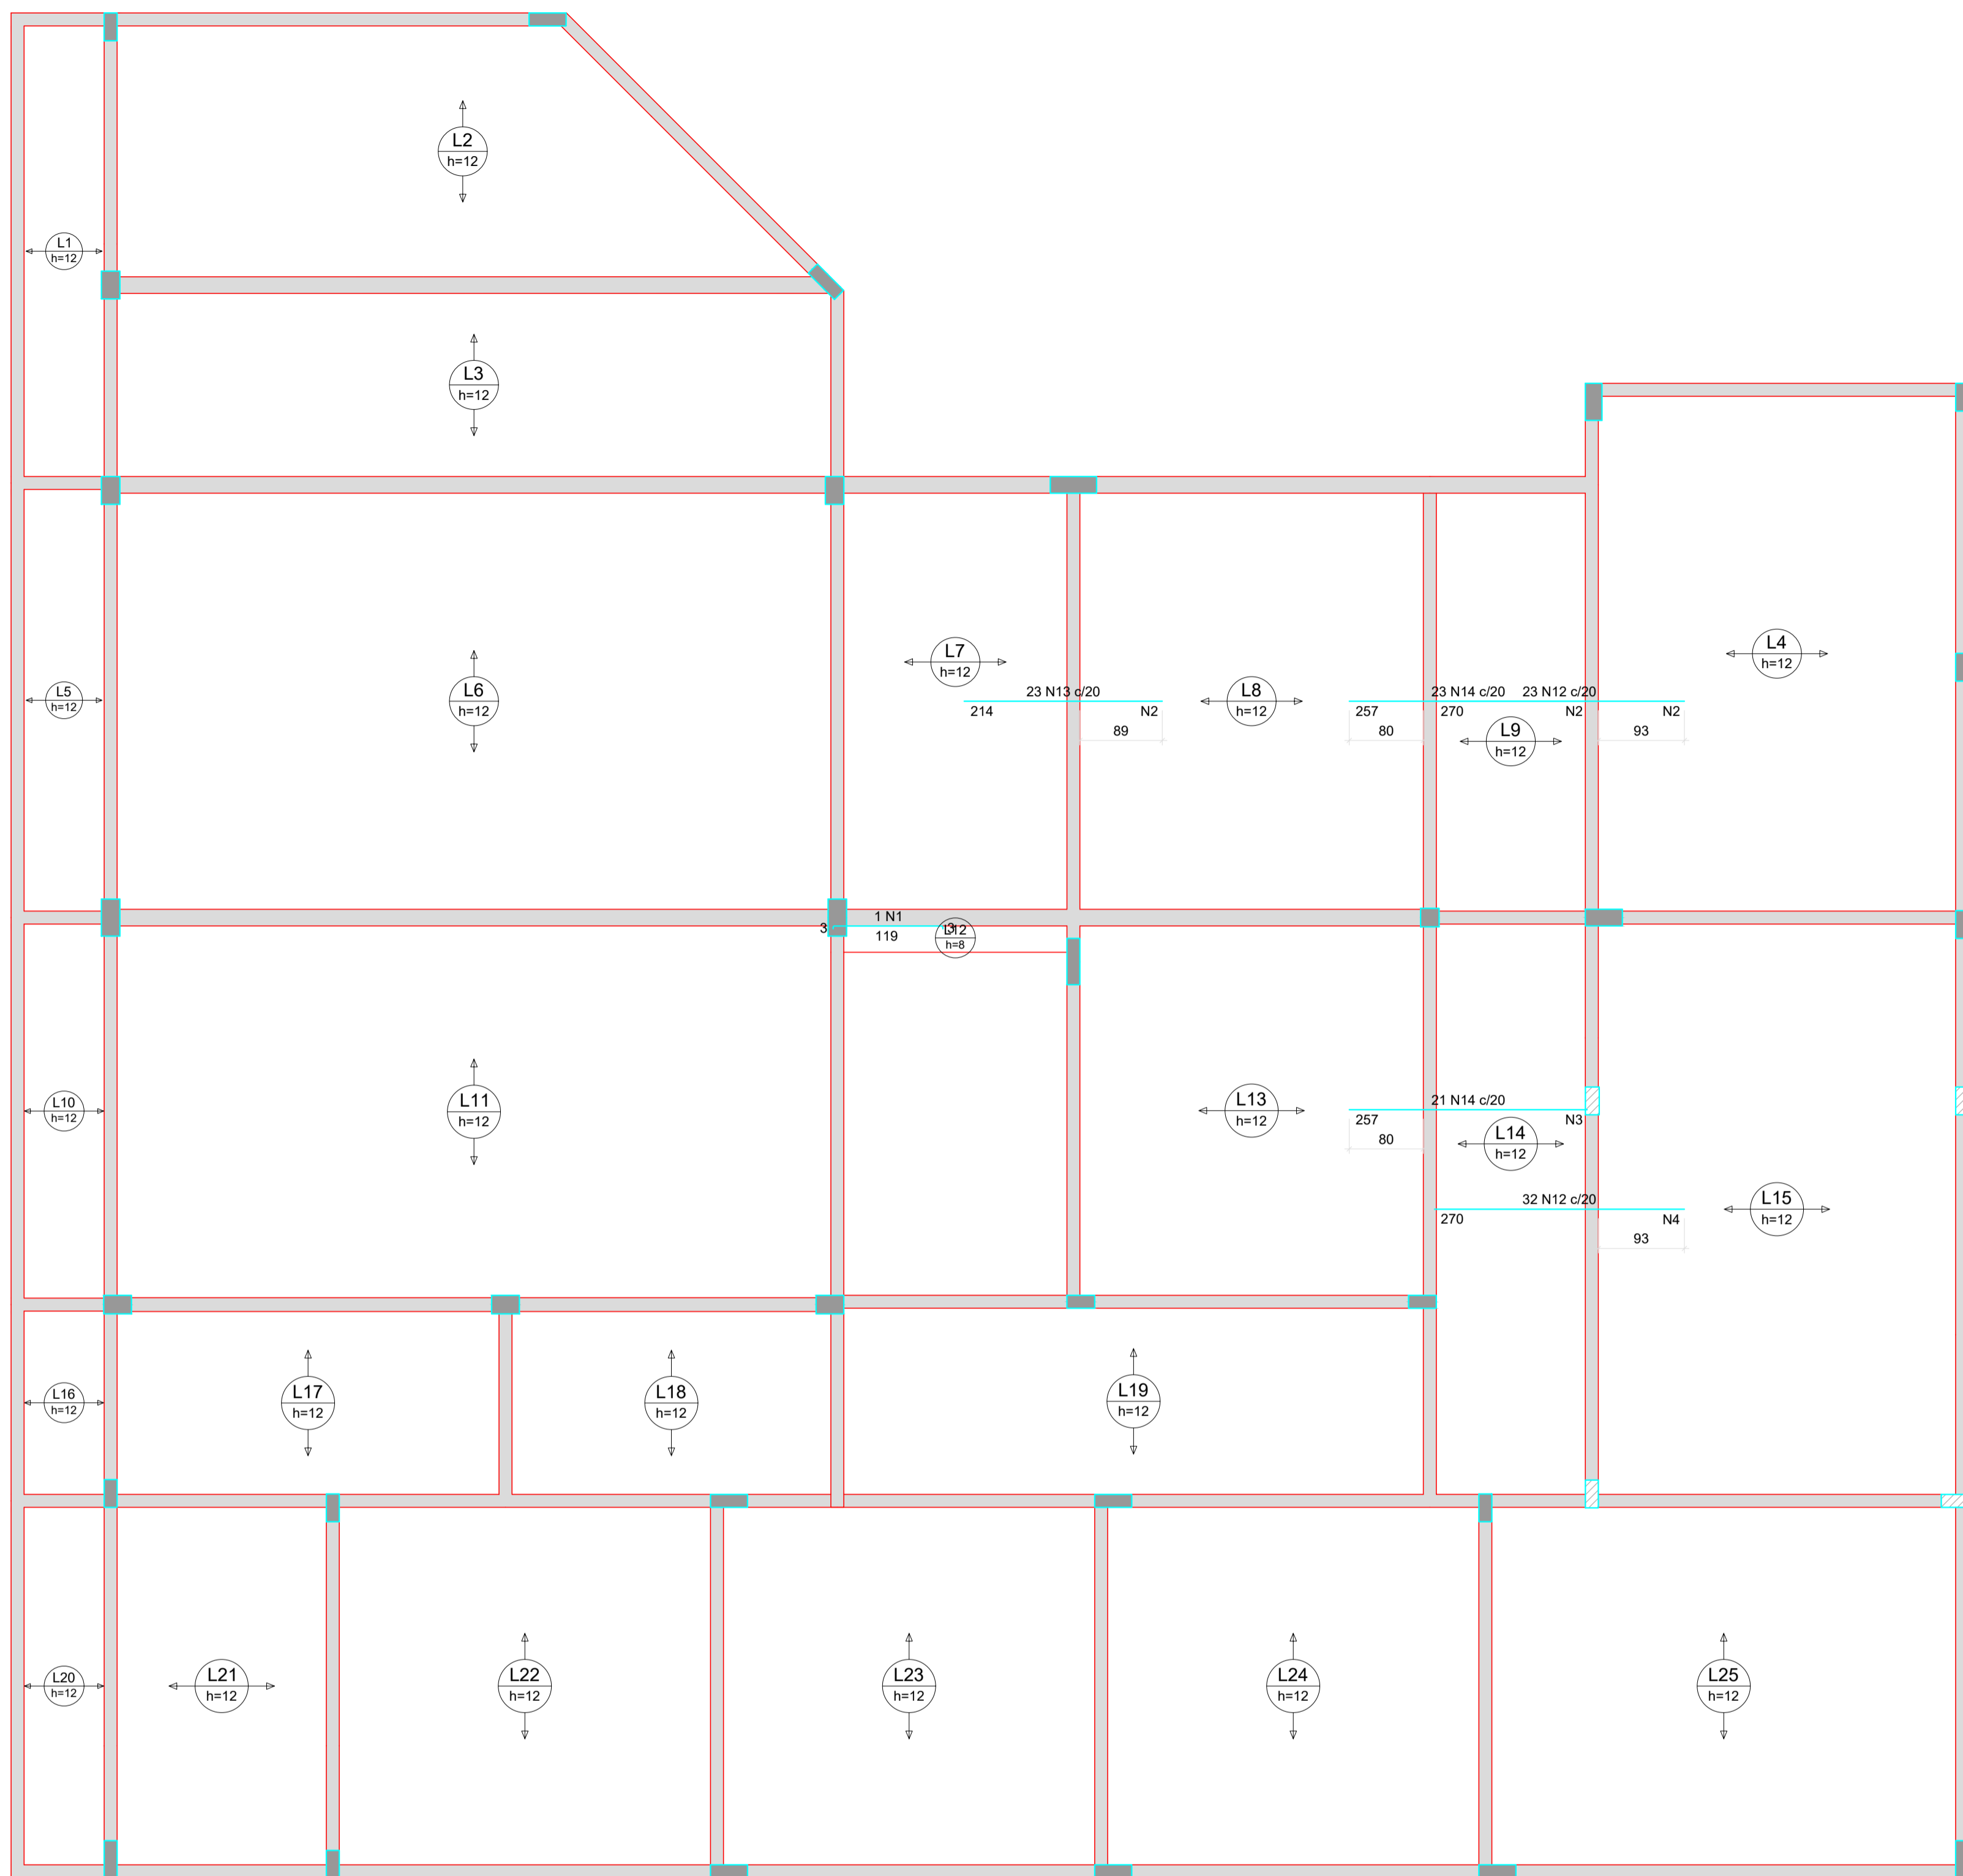 L2
h=12
L1
h=12
L3
h=12
L4
h=12
L7
h=12
L5
h=12
L6
h=12
L8
h=12
23 N13 c/20
214 N2
89
23 N14 c/20 23 N12 c/20
257 270 N2 N2
80 93
L9
h=12
1 N1
3 3
119
L12
h=8
L10
h=12
L11
h=12
L13
h=12
21 N14 c/20
257 N3
80
L14
h=12
32 N12 c/20
270 N4
93
L15
h=12
L16
h=12
L17
h=12
L18
h=12
L19
h=12
L20
h=12
L21
h=12
L22
h=12
L23
h=12
L24
h=12
L25
h=12